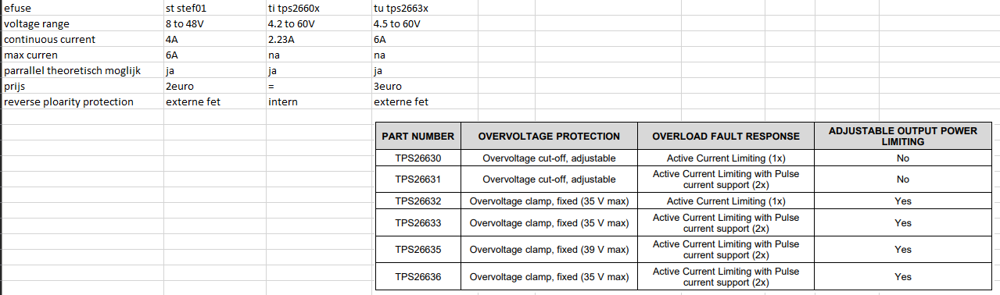 efuse st stef01 ti tps2660x tu tps2663x
voltage range 8 to 48V 4.2 to 60V 4.5 to 60V
continuous current 4A 2.23A 6A
max curren 6A na na
parrallel theoretisch moglijk ja ja ja
prijs 2euro = 3euro
reverse ploarity protection externe fet intern externe fet
PART NUMBER OVERVOLTAGE PROTECTION OVERLOAD FAULT RESPONSE ADJUSTABLE OUTPUT POWER
LIMITING
TPS26630 Overvoltage cut-off, adjustable Active Current Limiting (1x) No
TPS26631 Overvoltage cut-off, adjustable Active Current Limiting with Pulse
current support (2x) No
TPS26632 Overvoltage clamp, fixed (35 V max) Active Current Limiting (1x) Yes
TPS26633 Overvoltage clamp, fixed (35 V max) Active Current Limiting with Pulse
current support (2x) Yes
TPS26635 Overvoltage clamp, fixed (39 V max) Active Current Limiting with Pulse
current support (2x) Yes
TPS26636 Overvoltage clamp, fixed (35 V max) Active Current Limiting with Pulse
current support (2x) Yes